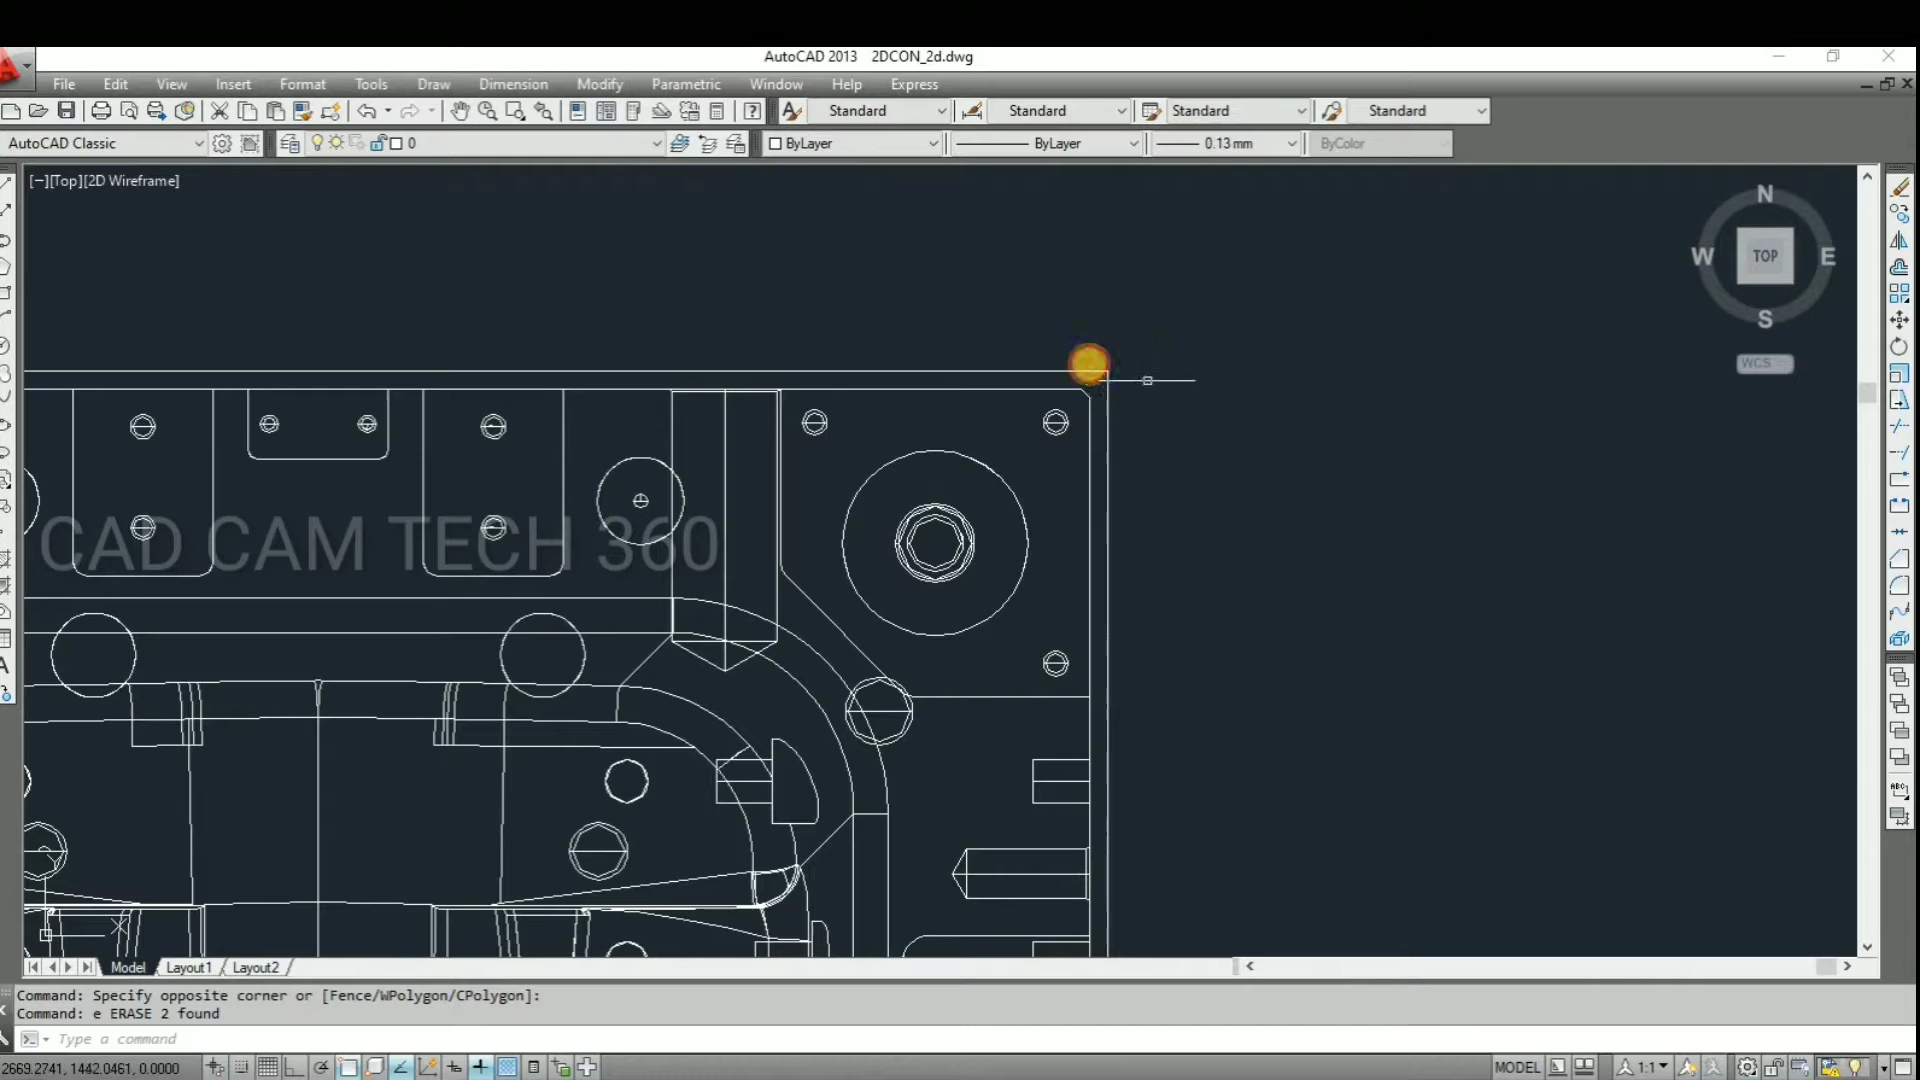 AutoCAD 2013 2DCON_2d.dwg
File Edit View Insert Format Tools Draw Dimension Modify Parametric Window Help Express
Standard Standard Standard Standard
AutoCAD Classic 0 ByLayer ByLayer 0.13 mm ByColor
[−][Top][2D Wireframe]
N
W TOP E
S
WCS
CAD CAM TECH 360
Y
X
Model Layout1 Layout2
Command: Specify opposite corner or [Fence/WPolygon/CPolygon]:
Command: e ERASE 2 found
Type a command
2669.2741, 1442.0461, 0.0000 MODEL 1:1